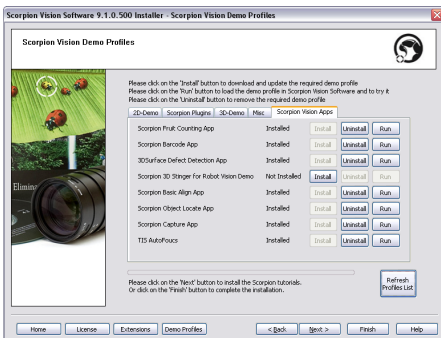 Scorpion Vision Software 9.1.0.500 Installer - Scorpion Vision Demo Profiles
Scorpion Vision Demo Profiles
Please click on the 'Install' button to download and update the required demo profile
Please click on the 'Run' button to load the demo profile in Scorpion Vision Software and to try it
Please click on the 'Uninstall' button to remove the required demo profile
2D-Demo Scorpion Plugins 3D-Demo Misc Scorpion Vision Apps
Scorpion Fruit Counting App Installed Install Uninstall Run
Scorpion Barcode App Installed Install Uninstall Run
3DSurface Defect Detection App Installed Install Uninstall Run
Scorpion 3D Stinger for Robot Vision Demo Not Installed Install Uninstall Run
Scorpion Basic Align App Installed Install Uninstall Run
Scorpion Object Locate App Installed Install Uninstall Run
Scorpion Capture App Installed Install Uninstall Run
TIS AutoFoucs Installed Install Uninstall Run
Elimin
Please click on the 'Next' button to install the Scorpion tutorials.
Or click on the 'Finish' button to complete the installation.
Refresh
Profiles List
Home License Extensions Demo Profiles < Back Next > Finish Help